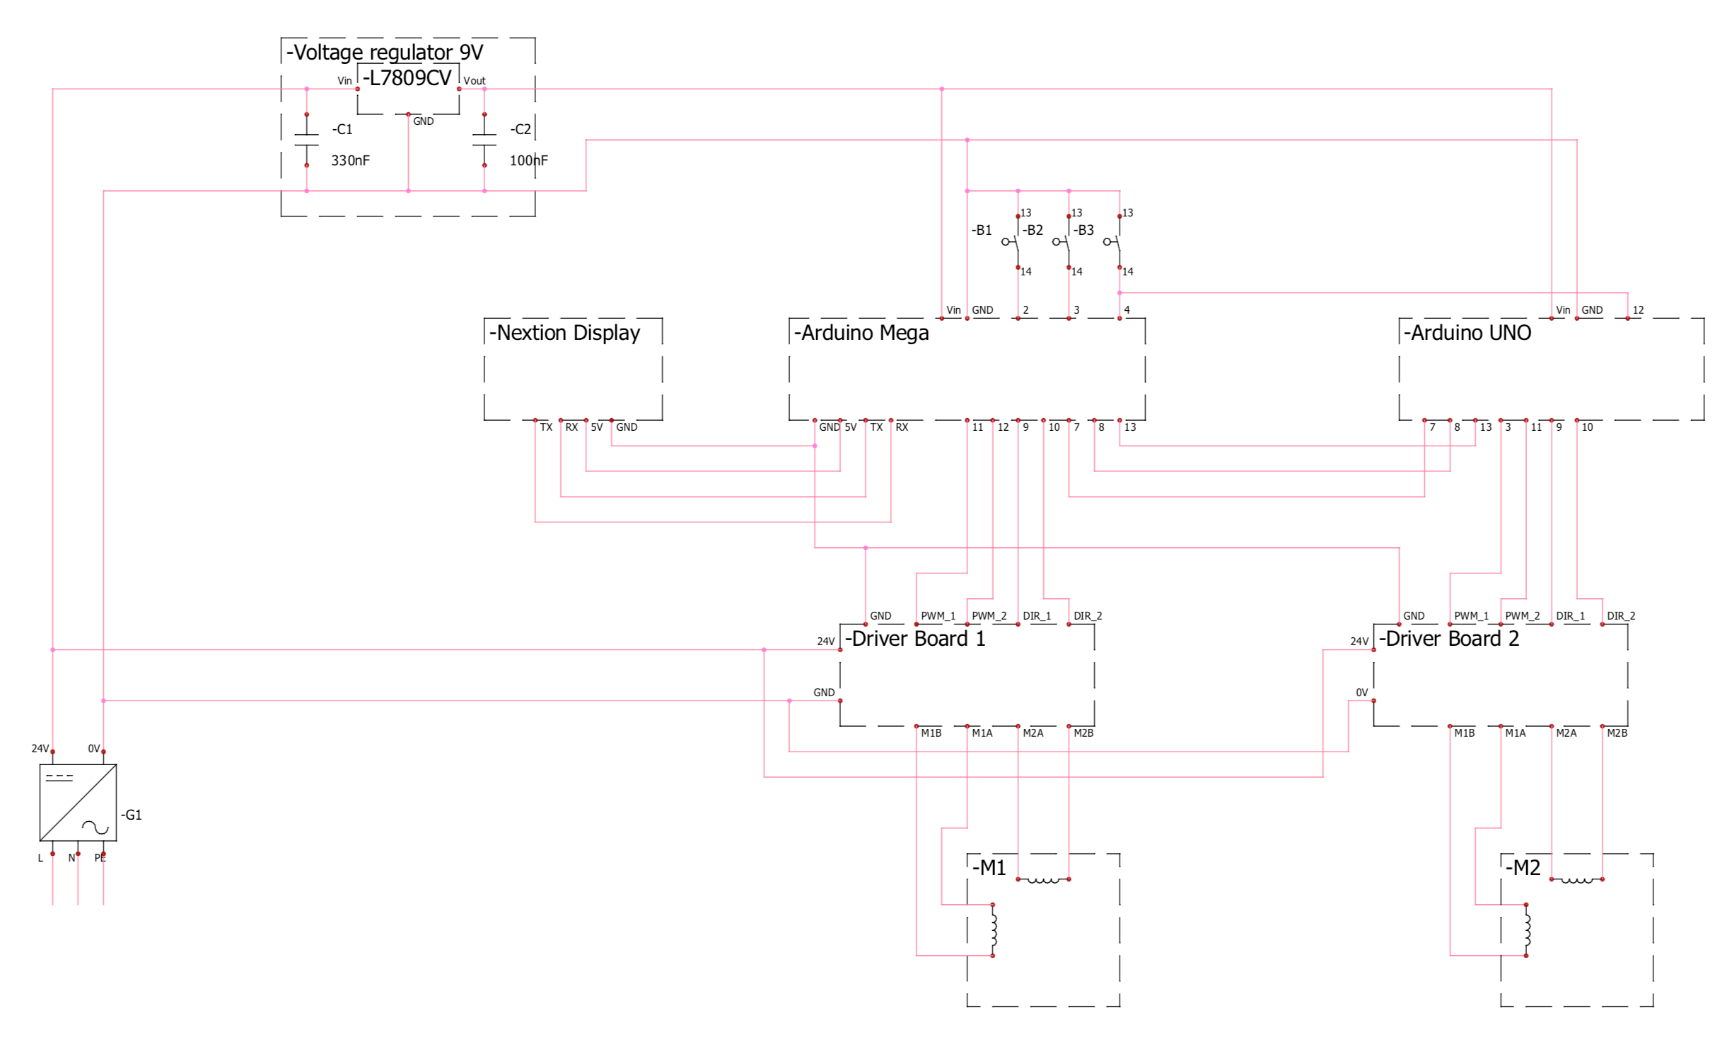 -Voltage regulator 9V
Vin
-L7809CV
Vout
GND
-C1
330nF
-C2
100nF
13
13
13
-B1
-B2
-B3
14
14
14
Vin
GND
2
3
4
Vin
GND
12
-Nextion Display
-Arduino Mega
-Arduino UNO
TX
RX
5V
GND
GND
5V
TX
RX
11
12
9
10
7
8
13
7
8
13
3
11
9
10
GND
PWM_1
PWM_2
DIR_1
DIR_2
GND
PWM_1
PWM_2
DIR_1
DIR_2
24V
-Driver Board 1
24V
-Driver Board 2
GND
0V
M1B
M1A
M2A
M2B
M1B
M1A
M2A
M2B
24V
0V
-G1
L
N
PE
-M1
-M2